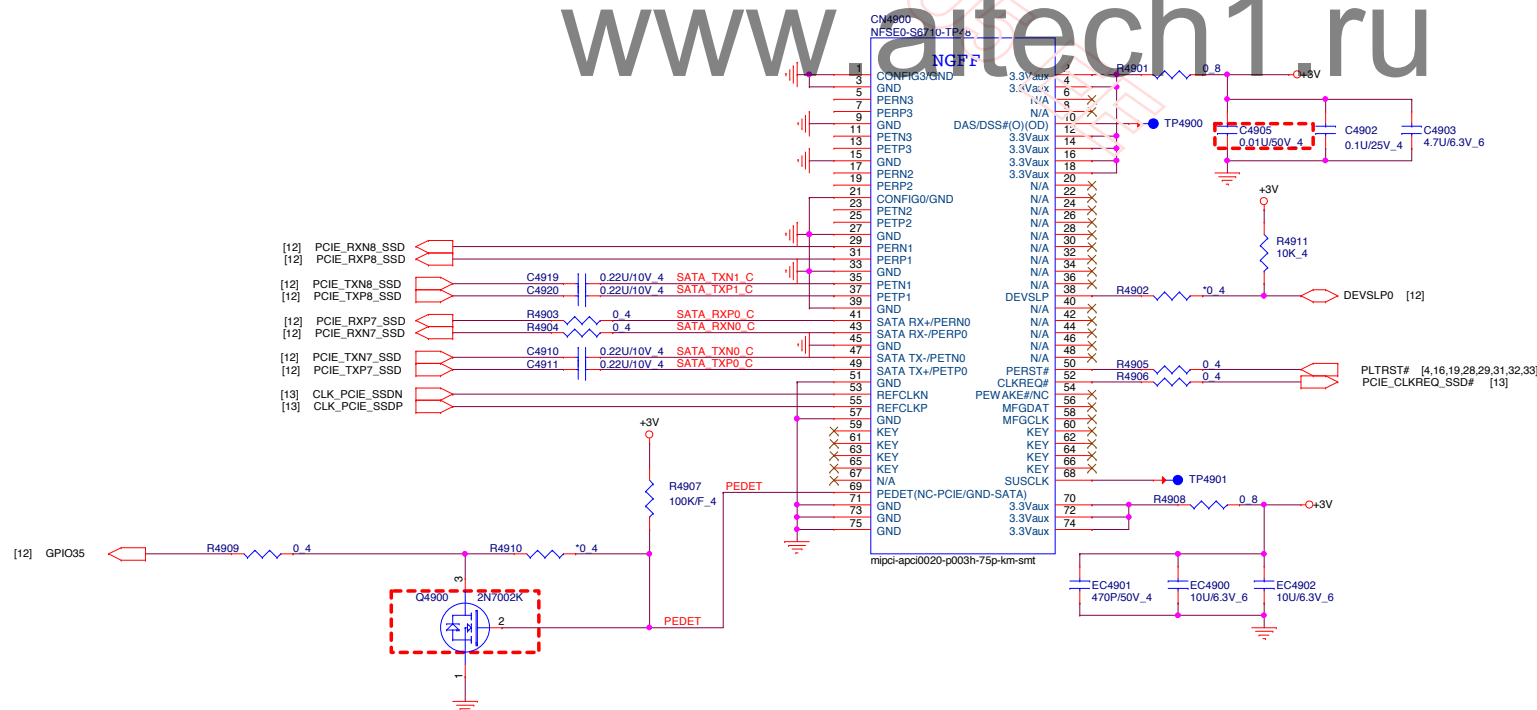 www.aitech1.ru
CN4900
NFSE0-S6710-TP48
NGFF
1 CONFIG3/GND
3 GND
5 PERN3
7 PERP3
9 GND
11 PETN3
13 PETP3
15 GND
17 PERN2
19 PERP2
21 CONFIG0/GND
23 PETN2
25 PETP2
27 GND
29 PERN1
31 PERP1
33 GND
35 PETN1
37 PETP1
39 GND
41 SATA RX+/PERN0
43 SATA RX-/PERP0
45 GND
47 SATA TX-/PETN0
49 SATA TX+/PETP0
51 GND
53 REFCLKN
55 REFCLKP
57 GND
59 KEY
61 KEY
63 KEY
65 KEY
67 N/A
69 PEDET(NC-PCIE/GND-SATA)
71 GND
73 GND
75 GND
3.3Vaux 2
3.3Vaux 4
N/A 6
N/A 8
DAS/DSS#(O)(OD) 10
3.3Vaux 12
3.3Vaux 14
3.3Vaux 16
3.3Vaux 18
N/A 20
N/A 22
N/A 24
N/A 26
N/A 28
N/A 30
N/A 32
N/A 34
N/A 36
DEVSLP 38
N/A 40
N/A 42
N/A 44
N/A 46
N/A 48
PERST# 50
CLKREQ# 52
PEWAKE#/NC 54
MFGDAT 56
MFGCLK 58
KEY 60
KEY 62
KEY 64
KEY 66
SUSCLK 68
3.3Vaux 70
3.3Vaux 72
3.3Vaux 74
mipci-apci0020-p003h-75p-km-smt
R4901 0_8 +3V
TP4900
C4905
0.01U/50V_4
C4902
0.1U/25V_4
C4903
4.7U/6.3V_6
+3V
R4911
10K_4
R4902 *0_4 DEVSLP0 [12]
R4905 0_4 PLTRST# [4,16,19,28,29,31,32,33]
R4906 0_4 PCIE_CLKREQ_SSD# [13]
TP4901
R4908 0_8 +3V
EC4901
470P/50V_4
EC4900
10U/6.3V_6
EC4902
10U/6.3V_6
[12] PCIE_RXN8_SSD
[12] PCIE_RXP8_SSD
[12] PCIE_TXN8_SSD C4919 0.22U/10V_4 SATA_TXN1_C
[12] PCIE_TXP8_SSD C4920 0.22U/10V_4 SATA_TXP1_C
[12] PCIE_RXP7_SSD R4903 0_4 SATA_RXP0_C
[12] PCIE_RXN7_SSD R4904 0_4 SATA_RXN0_C
[12] PCIE_TXN7_SSD C4910 0.22U/10V_4 SATA_TXN0_C
[12] PCIE_TXP7_SSD C4911 0.22U/10V_4 SATA_TXP0_C
[13] CLK_PCIE_SSDN
[13] CLK_PCIE_SSDP
+3V
R4907
100K/F_4
PEDET
[12] GPIO35 R4909 0_4 R4910 *0_4
3
Q4900 2N7002K
2 PEDET
1